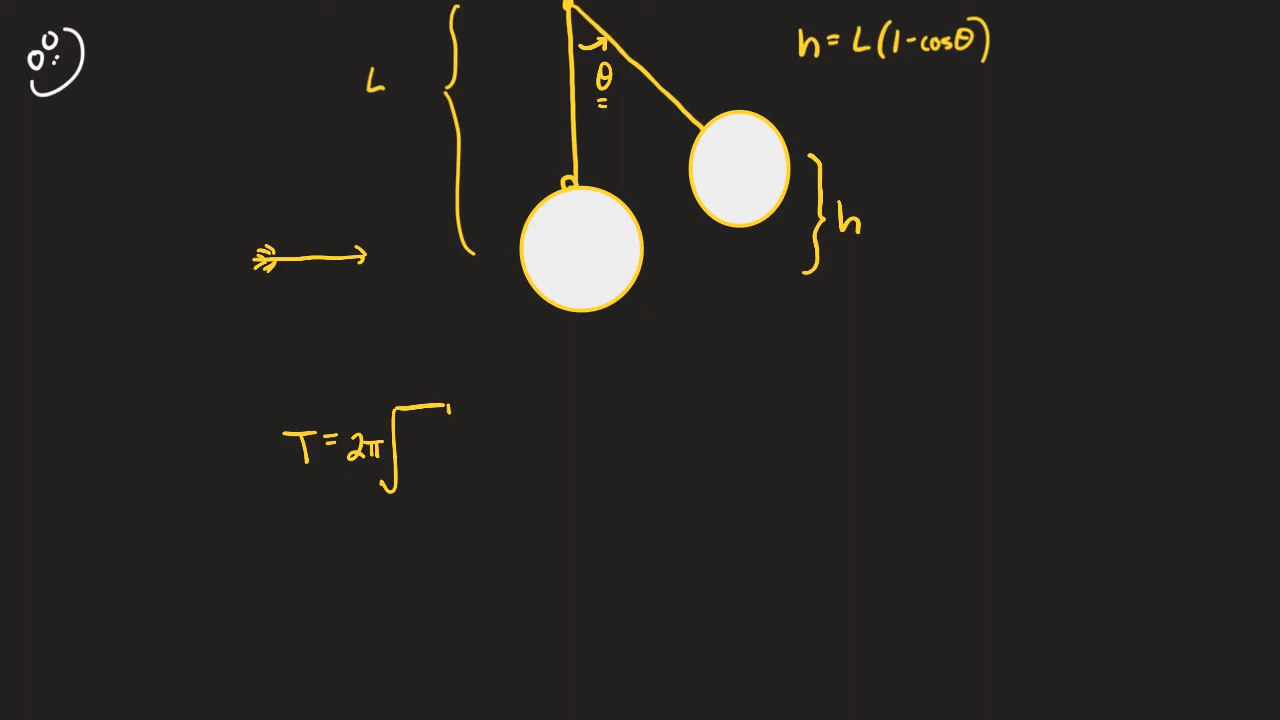 h = L(1-cosθ)
L
θ
h
T = 2π√